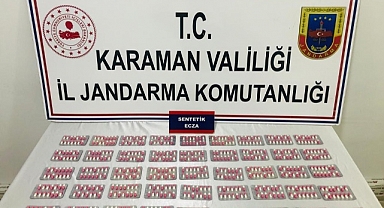 T.C.
KARAMAN VALİLİĞİ
İL JANDARMA KOMUTANLIĞI
SENTETİK
ECZA